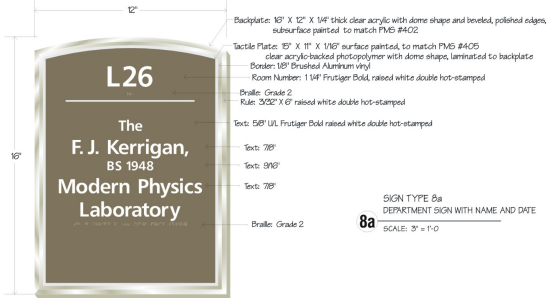 12"
16"
L26
The
F. J. Kerrigan,
BS 1948
Modern Physics
Laboratory
Backplate: 16" X 12" X 1/4" thick clear acrylic with dome shape and beveled, polished edges,
subsurface painted to match PMS #402
Tactile Plate: 15" X 11" X 1/16" surface painted, to match PMS #405
clear acrylic-backed photopolymer with dome shape, laminated to backplate
Border: 1/8" Brushed Aluminum vinyl
Room Number: 1 1/4" Frutiger Bold, raised white double hot-stamped
Braille: Grade 2
Rule: 3/32" X 6" raised white double hot-stamped
Text: 5/8" U/L Frutiger Bold raised white double hot-stamped
Text: 7/8"
Text: 9/16"
Text: 7/8"
Braille: Grade 2
8a
SIGN TYPE 8a
DEPARTMENT SIGN WITH NAME AND DATE
SCALE: 3" = 1'-0